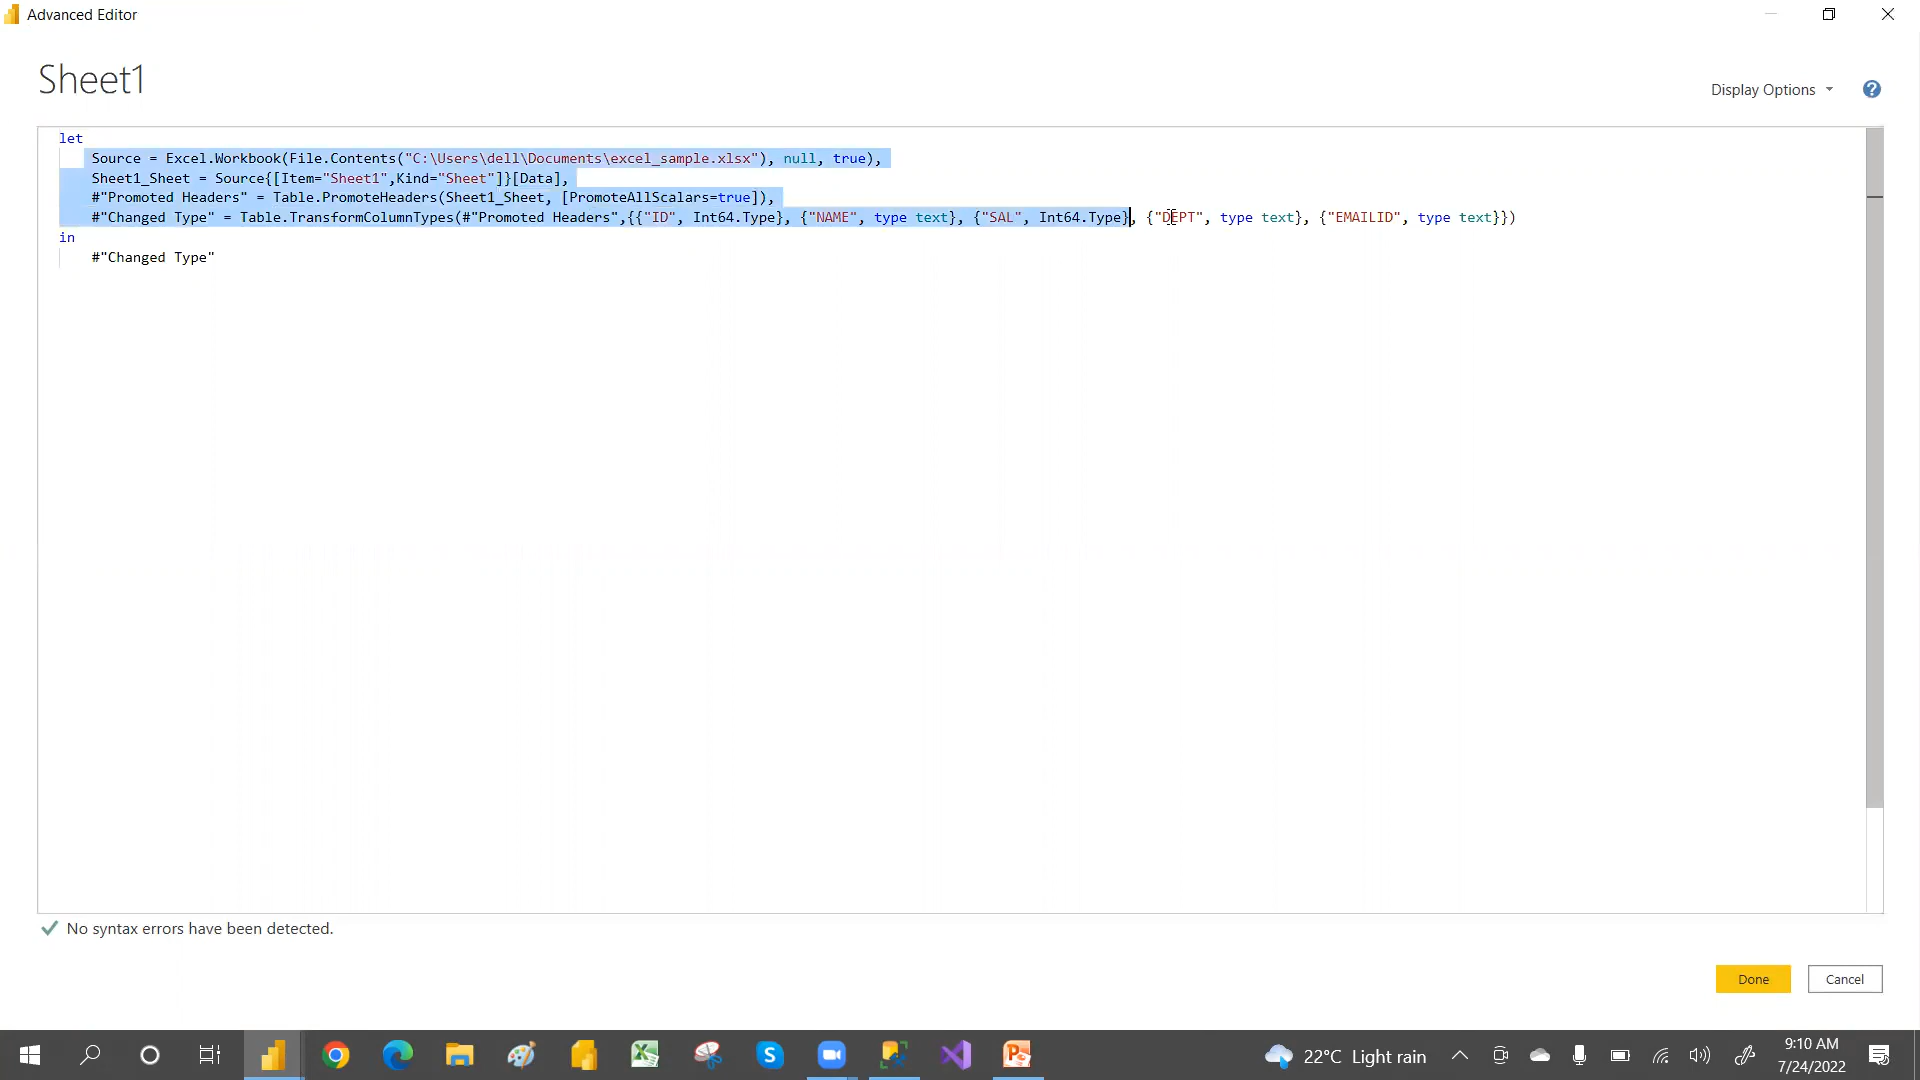 Advanced Editor
Sheet1
Display Options
let
Source = Excel.Workbook(File.Contents("C:\Users\dell\Documents\excel_sample.xlsx"), null, true),
Sheet1_Sheet = Source{[Item="Sheet1",Kind="Sheet"]}[Data],
#"Promoted Headers" = Table.PromoteHeaders(Sheet1_Sheet, [PromoteAllScalars=true]),
#"Changed Type" = Table.TransformColumnTypes(#"Promoted Headers",{{"ID", Int64.Type}, {"NAME", type text}, {"SAL", Int64.Type}, {"DEPT", type text}, {"EMAILID", type text}})
in
#"Changed Type"
No syntax errors have been detected.
Done
Cancel
22°C Light rain
9:10 AM
7/24/2022